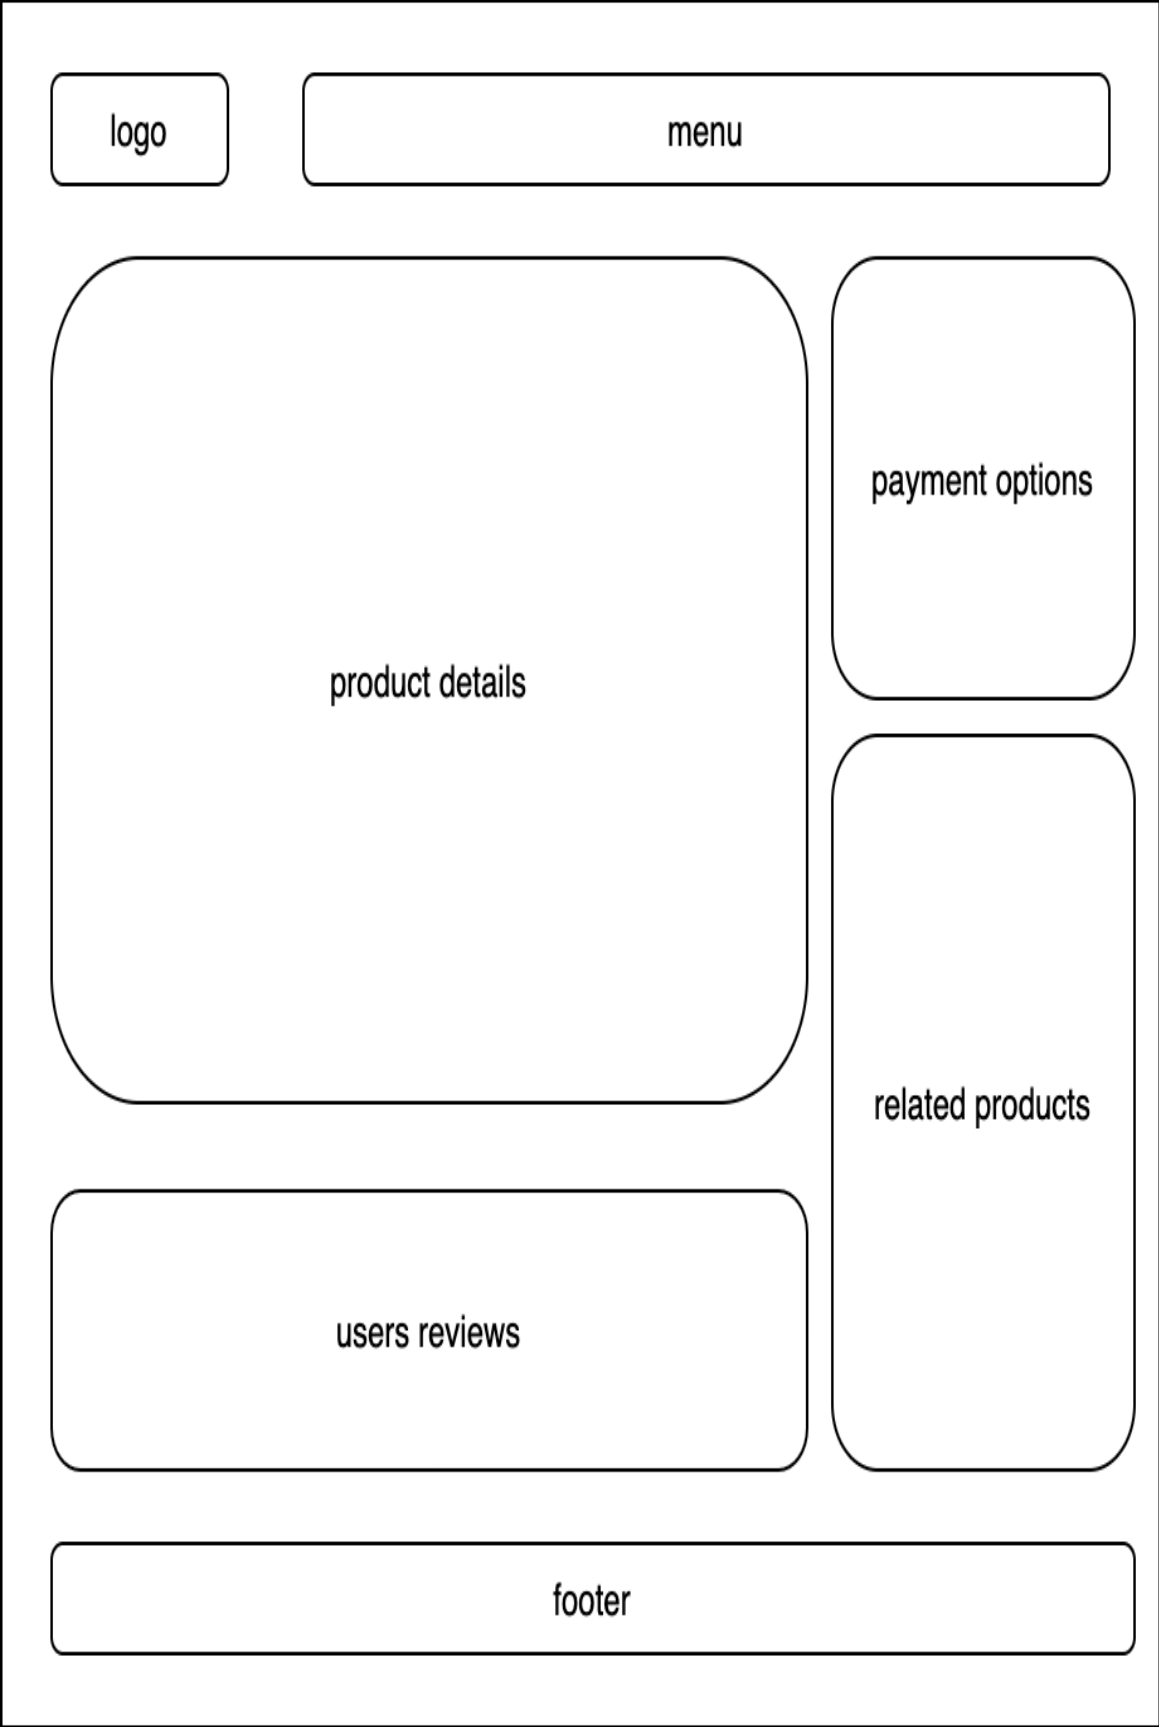 logo
menu
product details
payment options
related products
users reviews
footer